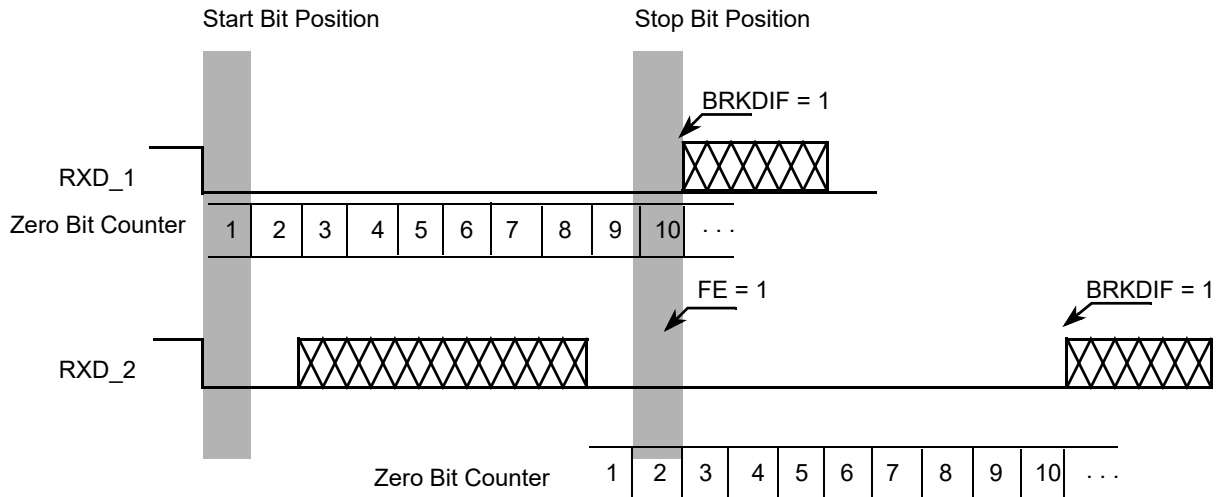 Start Bit Position
Stop Bit Position
BRKDIF = 1
RXD_1
Zero Bit Counter
1 2 3 4 5 6 7 8 9 10 . . .
FE = 1
BRKDIF = 1
RXD_2
Zero Bit Counter
1 2 3 4 5 6 7 8 9 10 . . .